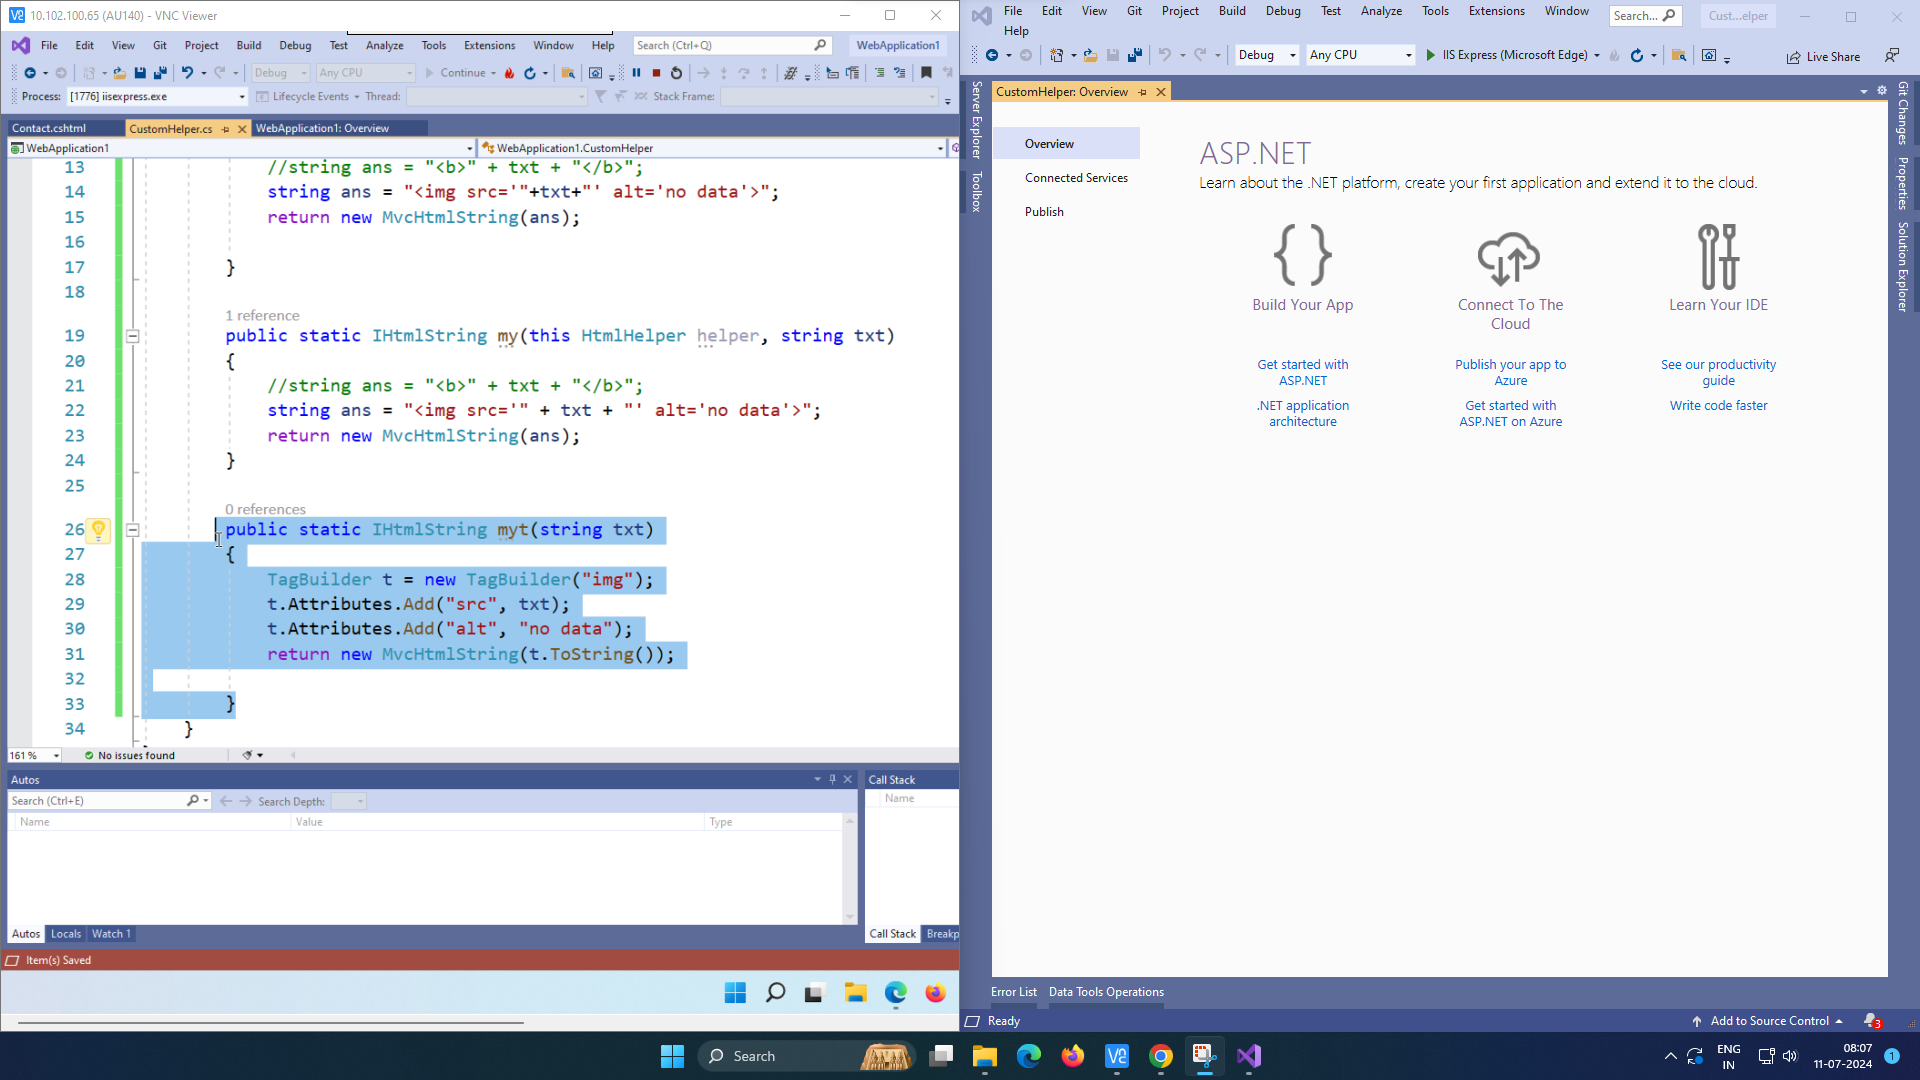 10.102.100.65 (AU140) - VNC Viewer
File Edit View Git Project Build Debug Test Analyze Tools Extensions Window Help Search (Ctrl+Q) WebApplication1
Debug Any CPU Continue
Process: [1776] iisexpress.exe Lifecycle Events Thread: Stack Frame:
Contact.cshtml CustomHelper.cs WebApplication1: Overview
WebApplication1 WebApplication1.CustomHelper
13 //string ans = "<b>" + txt + "</b>";
14 string ans = "<img src='"+txt+"' alt='no data'>";
15 return new MvcHtmlString(ans);
16
17 }
18
1 reference
19 public static IHtmlString my(this HtmlHelper helper, string txt)
20 {
21 //string ans = "<b>" + txt + "</b>";
22 string ans = "<img src='" + txt + "' alt='no data'>";
23 return new MvcHtmlString(ans);
24 }
25
0 references
26 public static IHtmlString myt(string txt)
27 {
28 TagBuilder t = new TagBuilder("img");
29 t.Attributes.Add("src", txt);
30 t.Attributes.Add("alt", "no data");
31 return new MvcHtmlString(t.ToString());
32
33 }
34 }
161 % No issues found
Autos Call Stack
Search (Ctrl+E) Search Depth: Name
Name Value Type
Autos Locals Watch 1 Call Stack Breakp
Item(s) Saved
File Edit View Git Project Build Debug Test Analyze Tools Extensions Window Search... Cust...elper
Help
Debug Any CPU IIS Express (Microsoft Edge) Live Share
Server Explorer
Toolbox
CustomHelper: Overview
Overview
Connected Services
Publish
ASP.NET
Learn about the .NET platform, create your first application and extend it to the cloud.
Build Your App
Get started with
ASP.NET
.NET application
architecture
Connect To The
Cloud
Publish your app to
Azure
Get started with
ASP.NET on Azure
Learn Your IDE
See our productivity
guide
Write code faster
Git Changes
Properties
Solution Explorer
Error List Data Tools Operations
Ready Add to Source Control 3
Search
ENG
IN
08:07
11-07-2024
1